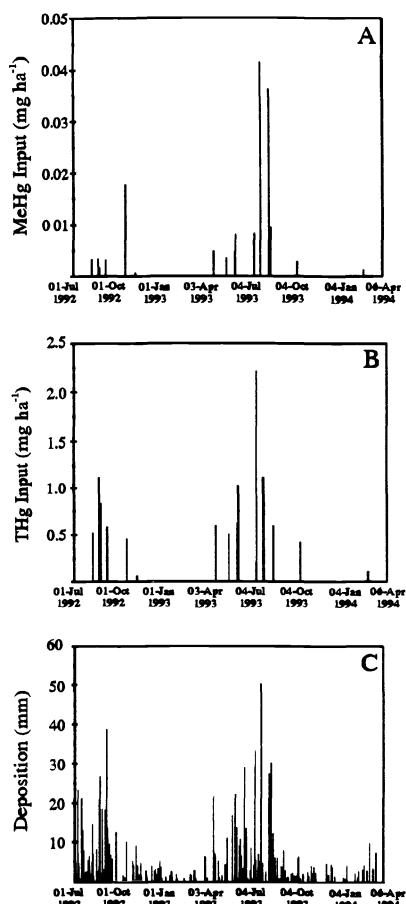 A
MeHg Input (mg ha⁻¹)
0.05
0.04
0.03
0.02
0 01
01-Jul 01-Oct 01-Jan 03-Apr 04-Jul 04-Oct 04-Jan 06-Apr
1992 1992 1993 1993 1993 1993 1994 1994
B
THg Input (mg ha⁻¹)
2.5
2.0
1.5
1.0
0.5
01-Jul 01-Oct 01-Jan 03-Apr 04-Jul 04-Oct 04-Jan 06-Apr
1992 1992 1993 1993 1993 1993 1994 1994
C
Deposition (mm)
60
50
40
30
20
10
01-Jul 01-Oct 01-Jan 03-Apr 04-Jul 04-Oct 04-Jan 06-Apr